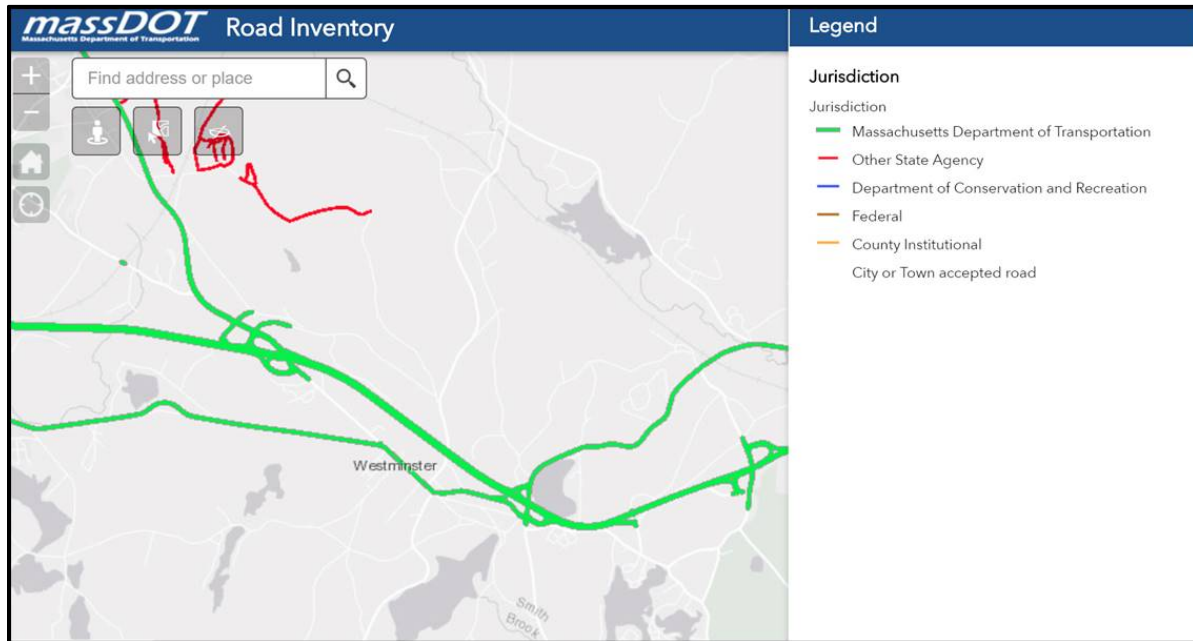 massDOT
Massachusetts Department of Transportation
Road Inventory
Find address or place
Westminster
Smith
Brook
Legend
Jurisdiction
Jurisdiction
Massachusetts Department of Transportation
Other State Agency
Department of Conservation and Recreation
Federal
County Institutional
City or Town accepted road